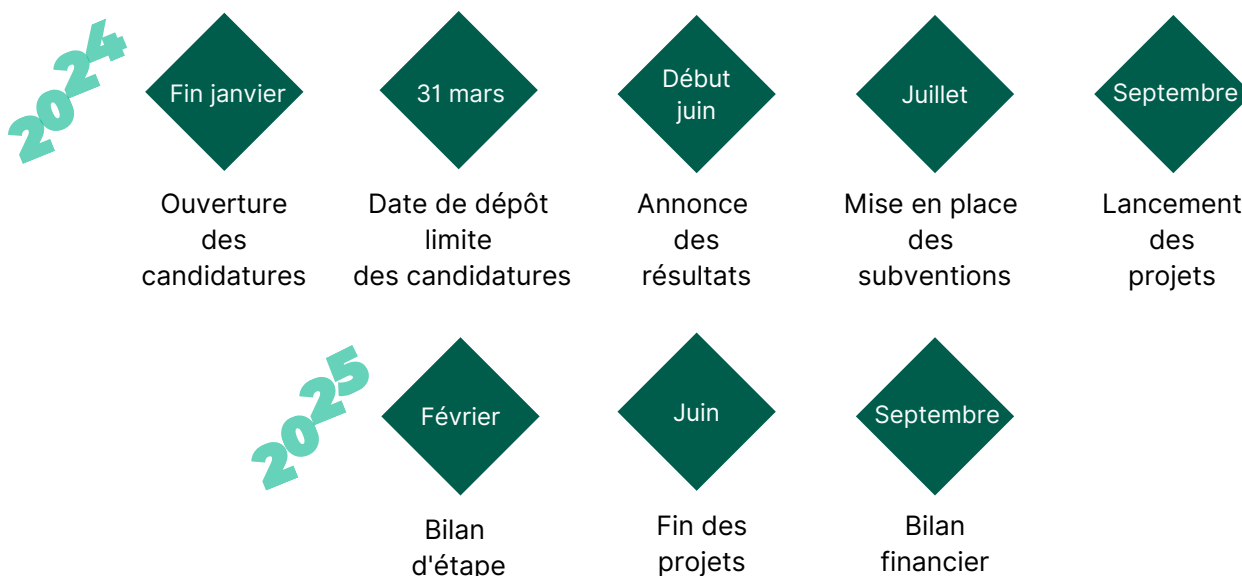 2024
Fin janvier
Ouverture
des
candidatures
31 mars
Date de dépôt
limite
des candidatures
Début
juin
Annonce
des
résultats
Juillet
Mise en place
des
subventions
Septembre
Lancement
des
projets
2025
Février
Bilan
d'étape
Juin
Fin des
projets
Septembre
Bilan
financier